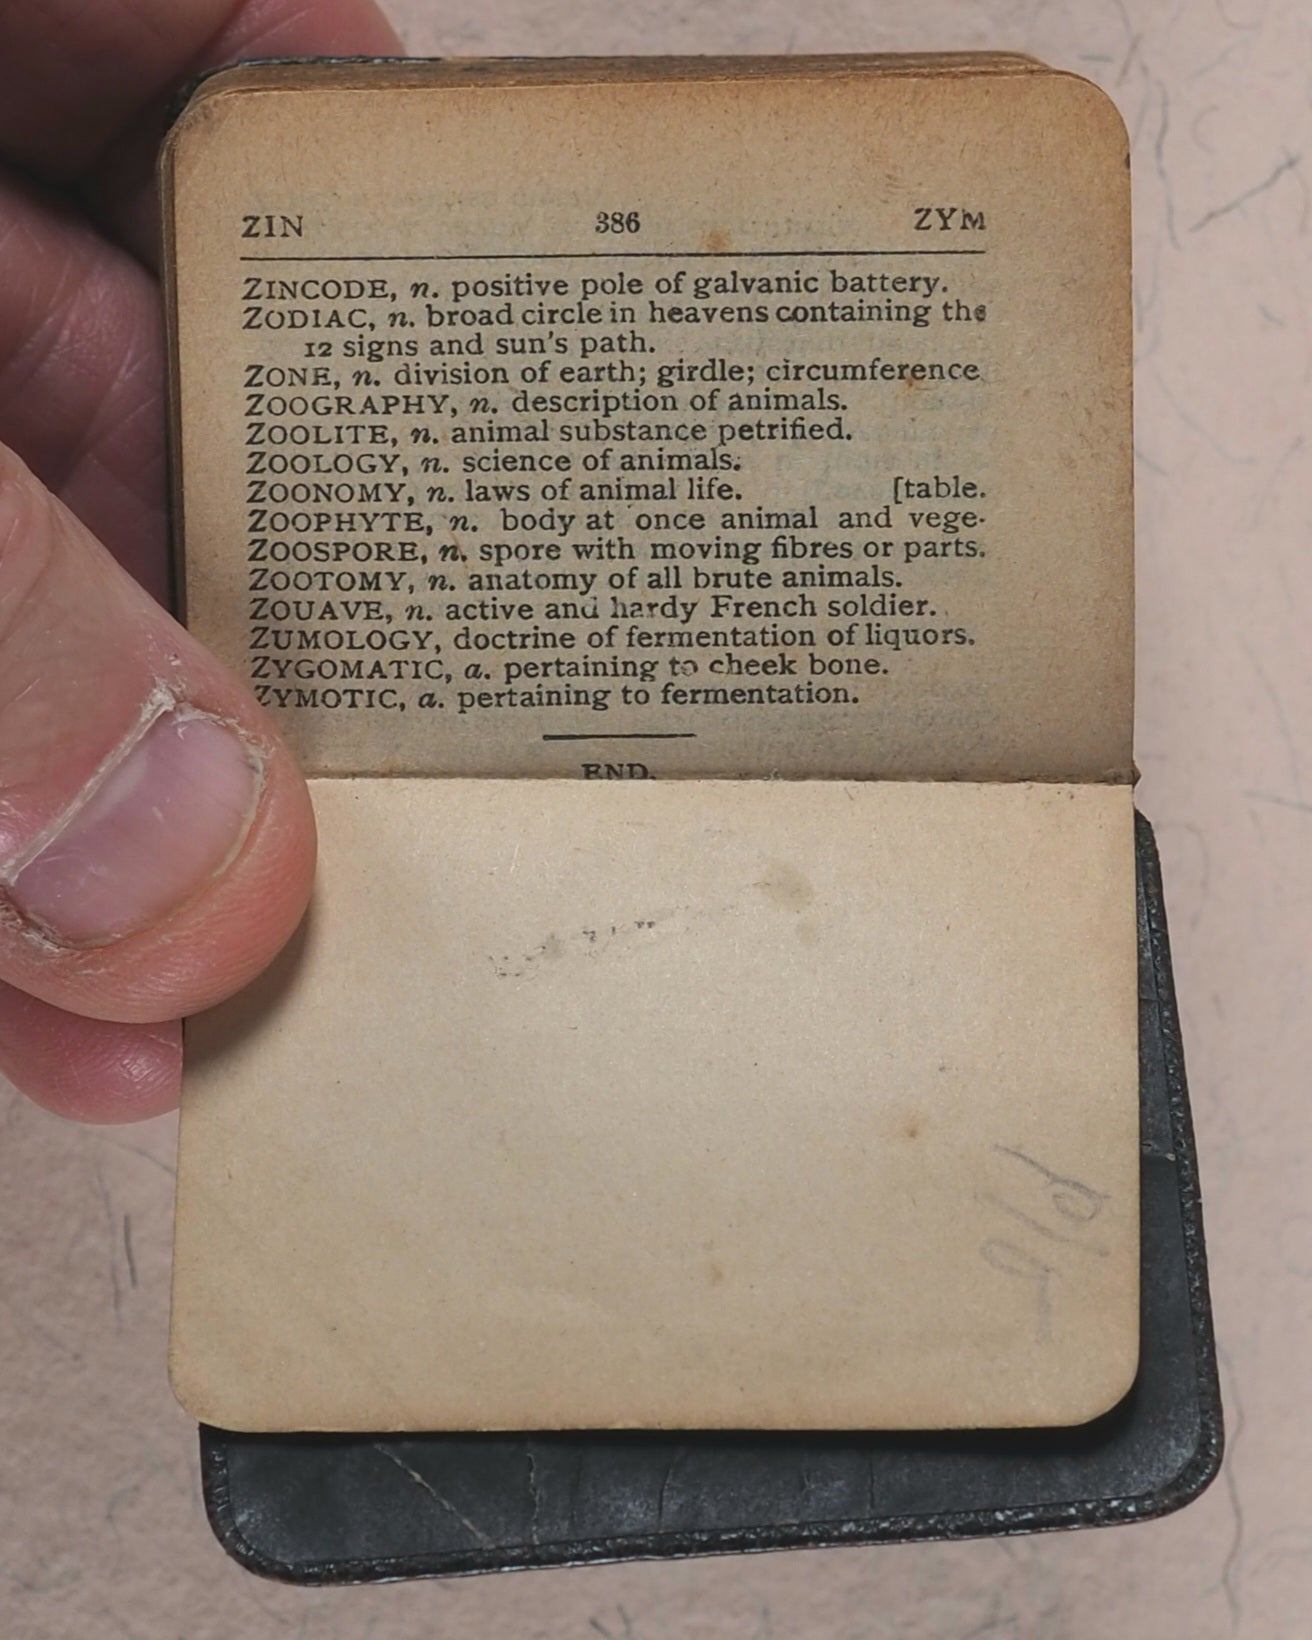 ZIN 386 ZYM
ZINCODE, n. positive pole of galvanic battery.
ZODIAC, n. broad circle in heavens containing the
12 signs and sun's path.
ZONE, n. division of earth; girdle; circumference
ZOOGRAPHY, n. description of animals.
ZOOLITE, n. animal substance petrified.
ZOOLOGY, n. science of animals.
ZOONOMY, n. laws of animal life. [table.
ZOOPHYTE, n. body at once animal and vege-
ZOOSPORE, n. spore with moving fibres or parts.
ZOOTOMY, n. anatomy of all brute animals.
ZOUAVE, n. active and hardy French soldier.
ZUMOLOGY, doctrine of fermentation of liquors.
ZYGOMATIC, a. pertaining to cheek bone.
ZYMOTIC, a. pertaining to fermentation.
END.